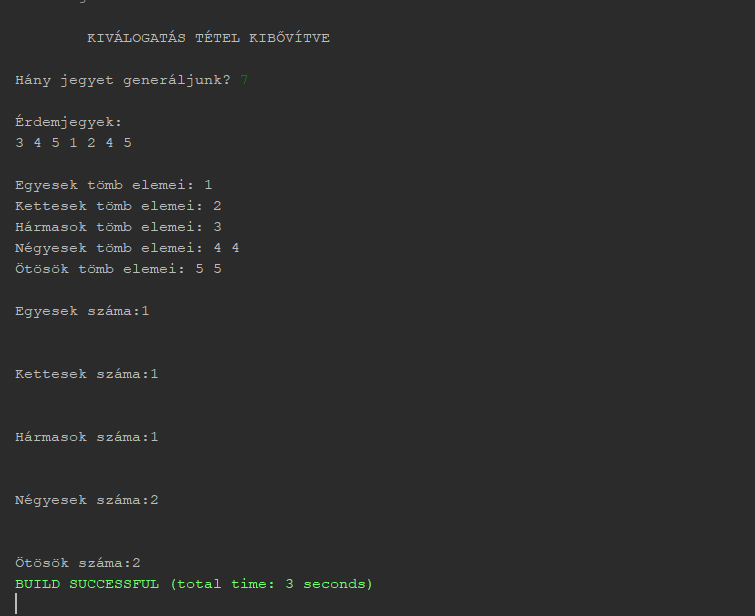 KIVÁLOGATÁS TÉTEL KIBŐVÍTVE
Hány jegyet generáljunk? 7
Érdemjegyek:
3 4 5 1 2 4 5
Egyesek tömb elemei: 1
Kettesek tömb elemei: 2
Hármasok tömb elemei: 3
Négyesek tömb elemei: 4 4
Ötösök tömb elemei: 5 5
Egyesek száma:1
Kettesek száma:1
Hármasok száma:1
Négyesek száma:2
Ötösök száma:2
BUILD SUCCESSFUL (total time: 3 seconds)